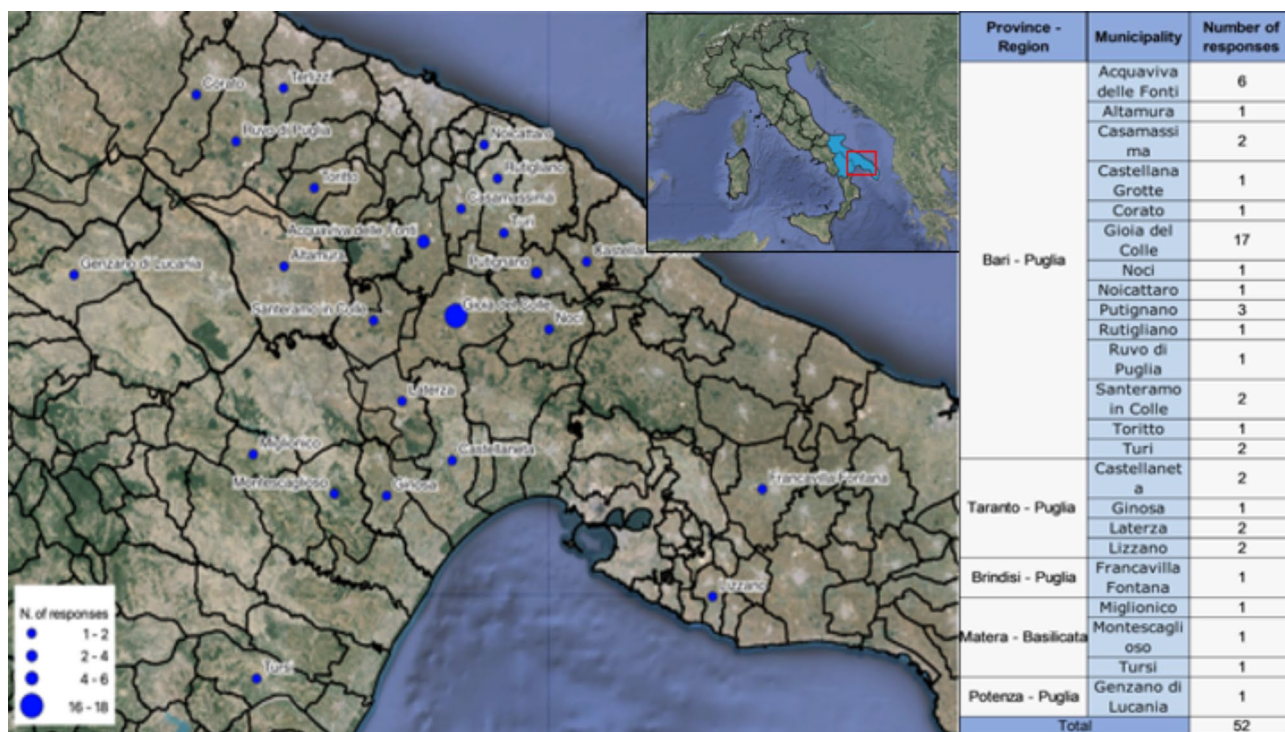 Corato
Terlizzi
Ruvo di Puglia
Noicattaro
Toritto
Rutigliano
Casamassima
Acquaviva delle Fonti
Turi
Genzano di Lucania
Altamura
Putignano
Santeramo in Colle
Gioia del Colle
Noci
Laterza
Miglionico
Castellaneta
Montescaglioso
Ginosa
Francavilla Fontana
Lizzano
Tursi
N. of responses
1 - 2
2 - 4
4 - 6
16 - 18
Province - Municipality Number of
Region responses
Bari - Puglia
Acquaviva
delle Fonti 6
Altamura 1
Casamassi
ma 2
Castellana
Grotte 1
Corato 1
Gioia del
Colle 17
Noci 1
Noicattaro 1
Putignano 3
Rutigliano 1
Ruvo di
Puglia 1
Santeramo
in Colle 2
Toritto 1
Turi 2
Taranto - Puglia
Castellanet
a 2
Ginosa 1
Laterza 2
Lizzano 2
Brindisi - Puglia
Francavilla
Fontana 1
Matera - Basilicata
Miglionico 1
Montescagli
oso 1
Tursi 1
Potenza - Puglia
Genzano di
Lucania 1
Total 52